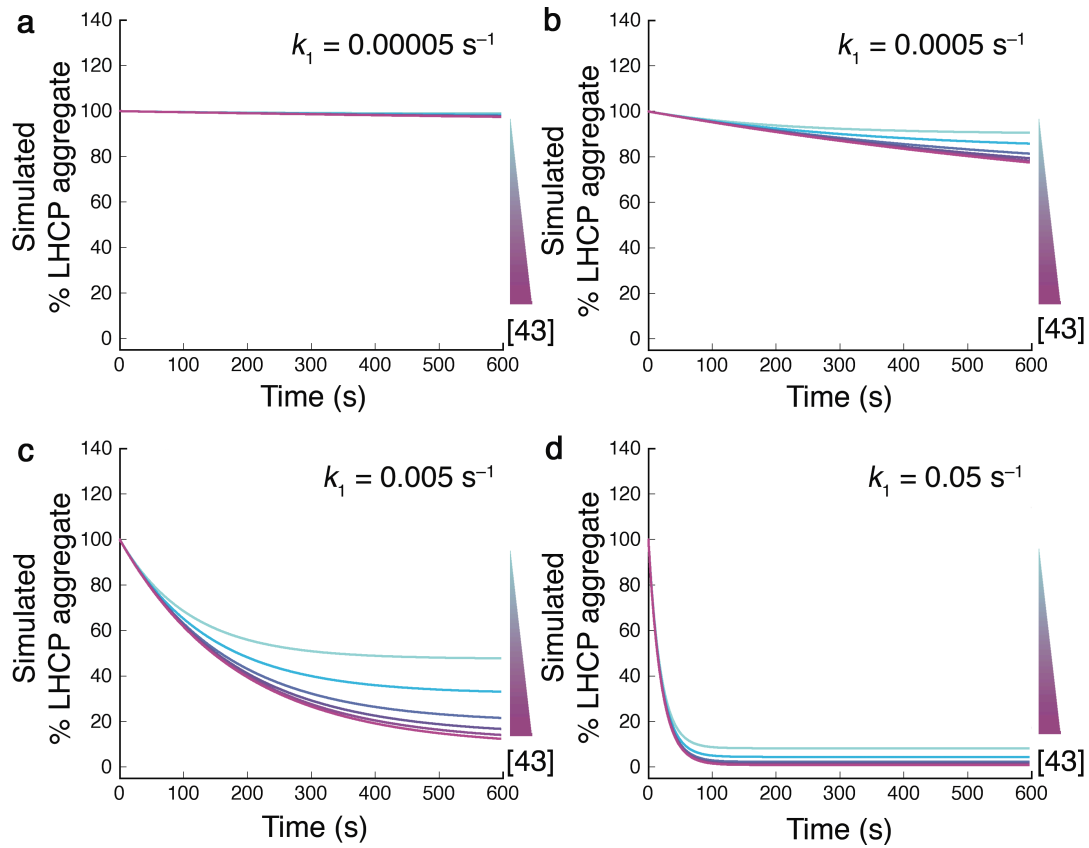 a
k1 = 0.00005 s–1
140
120
100
80
60
40
20
0
Simulated
% LHCP aggregate
0 100 200 300 400 500 600
Time (s)
[43]
b
k1 = 0.0005 s–1
140
120
100
80
60
40
20
0
Simulated
% LHCP aggregate
0 100 200 300 400 500 600
Time (s)
[43]
c
k1 = 0.005 s–1
140
120
100
80
60
40
20
0
Simulated
% LHCP aggregate
0 100 200 300 400 500 600
Time (s)
[43]
d
k1 = 0.05 s–1
140
120
100
80
60
40
20
0
Simulated
% LHCP aggregate
0 100 200 300 400 500 600
Time (s)
[43]